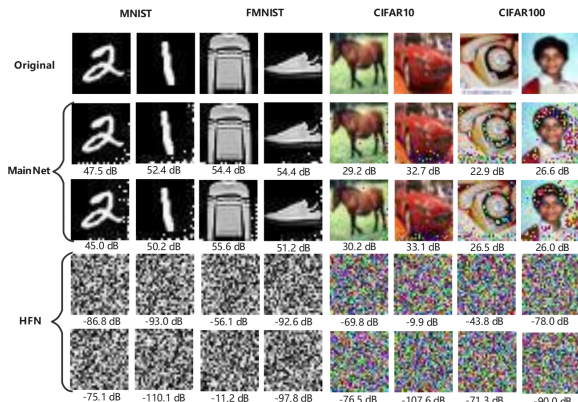 MNIST FMNIST CIFAR10 CIFAR100
Original
MainNet
47.5 dB 52.4 dB 54.4 dB 54.4 dB 29.2 dB 32.7 dB 22.9 dB 26.6 dB
45.0 dB 50.2 dB 55.6 dB 51.2 dB 30.2 dB 33.1 dB 26.5 dB 26.0 dB
HFN
-86.8 dB -93.0 dB -56.1 dB -92.6 dB -69.8 dB -9.9 dB -43.8 dB -78.0 dB
-75.1 dB -110.1 dB -11.2 dB -97.8 dB -76.5 dB -107.6 dB -71.3 dB -90.0 dB